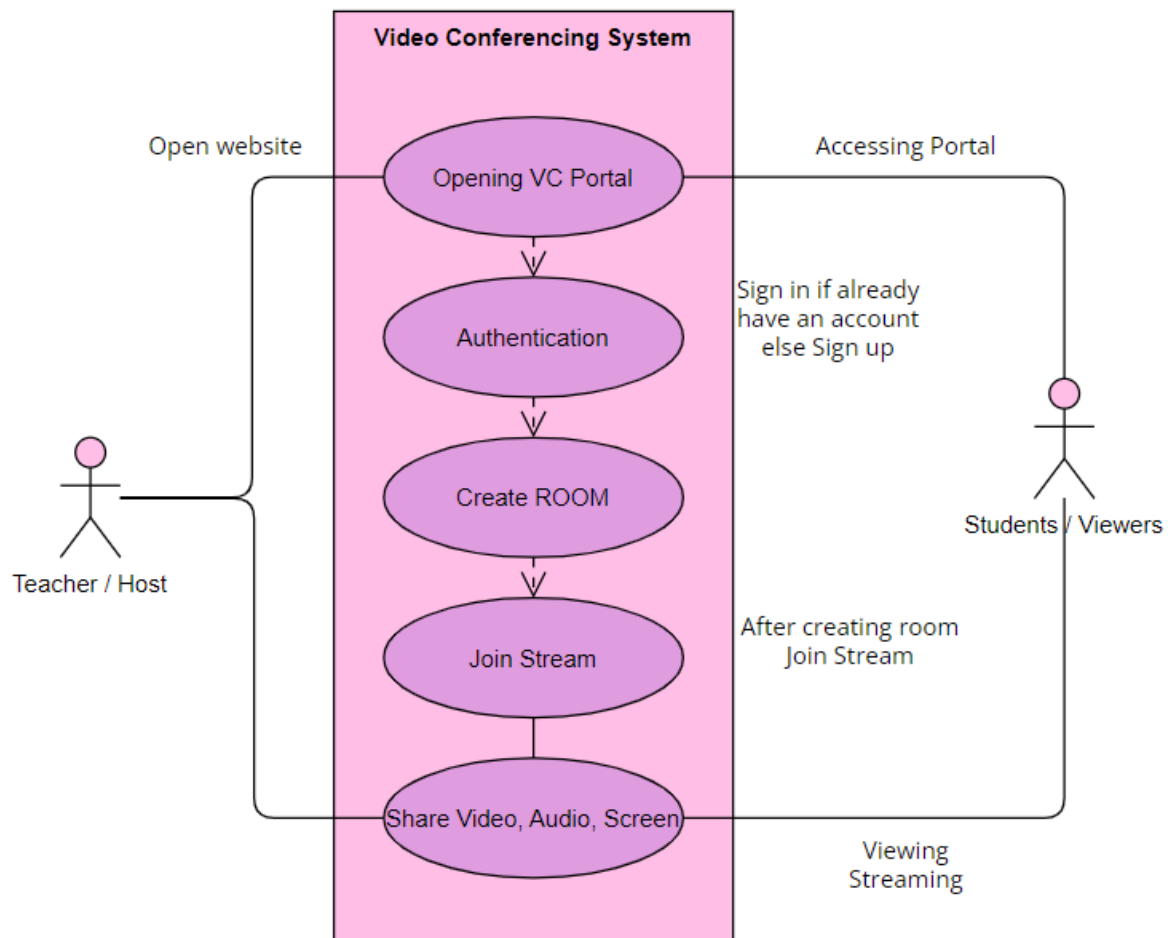 Video Conferencing System
Open website
Accessing Portal
Opening VC Portal
Sign in if already
have an account
else Sign up
Authentication
Create ROOM
Teacher / Host
Students / Viewers
After creating room
Join Stream
Join Stream
Share Video, Audio, Screen
Viewing
Streaming